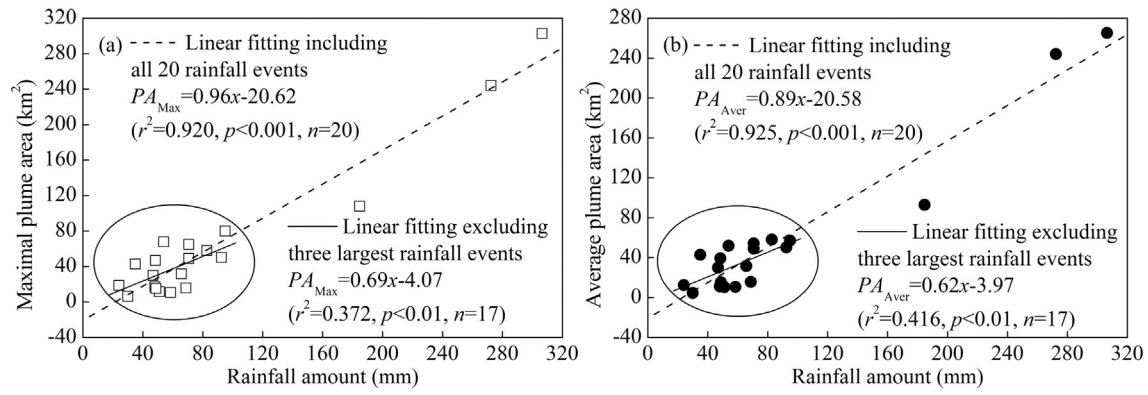 320
280
240
200
160
120
80
40
0
-40
Maximal plume area (km²)
(a)
Linear fitting including
all 20 rainfall events
PA_Max=0.96x-20.62
(r²=0.920, p<0.001, n=20)
Linear fitting excluding
three largest rainfall events
PA_Max=0.69x-4.07
(r²=0.372, p<0.01, n=17)
0 40 80 120 160 200 240 280 320
Rainfall amount (mm)
280
240
200
160
120
80
40
0
-40
Average plume area (km²)
(b)
Linear fitting including
all 20 rainfall events
PA_Aver=0.89x-20.58
(r²=0.925, p<0.001, n=20)
Linear fitting excluding
three largest rainfall events
PA_Aver=0.62x-3.97
(r²=0.416, p<0.01, n=17)
0 40 80 120 160 200 240 280 320
Rainfall amount (mm)